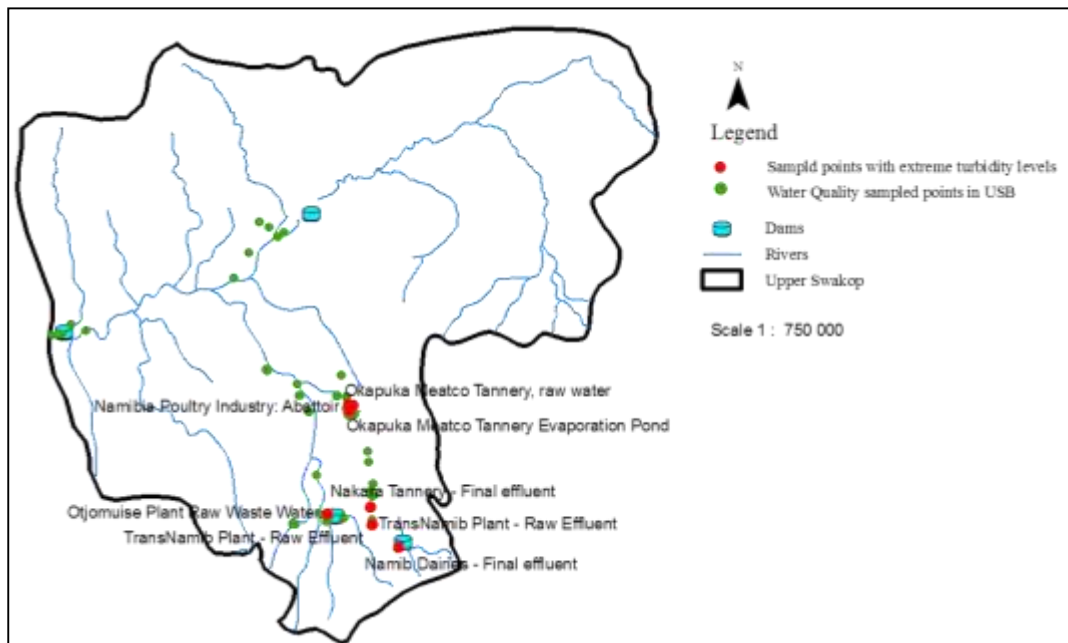 N
Legend
Sampld points with extreme turbidity levels
Water Quality sampled points in USB
Dams
Rivers
Upper Swakop
Scale 1 : 750 000
Okapuka Meatco Tannery, raw water
Namibia Poultry Industry: Abattoir
Okapuka Meatco Tannery Evaporation Pond
Nakara Tannery - Final effluent
Otjomuise Plant Raw Waste Water
TransNamib Plant - Raw Effluent
TransNamib Plant - Raw Effluent
Namib Dairies - Final effluent